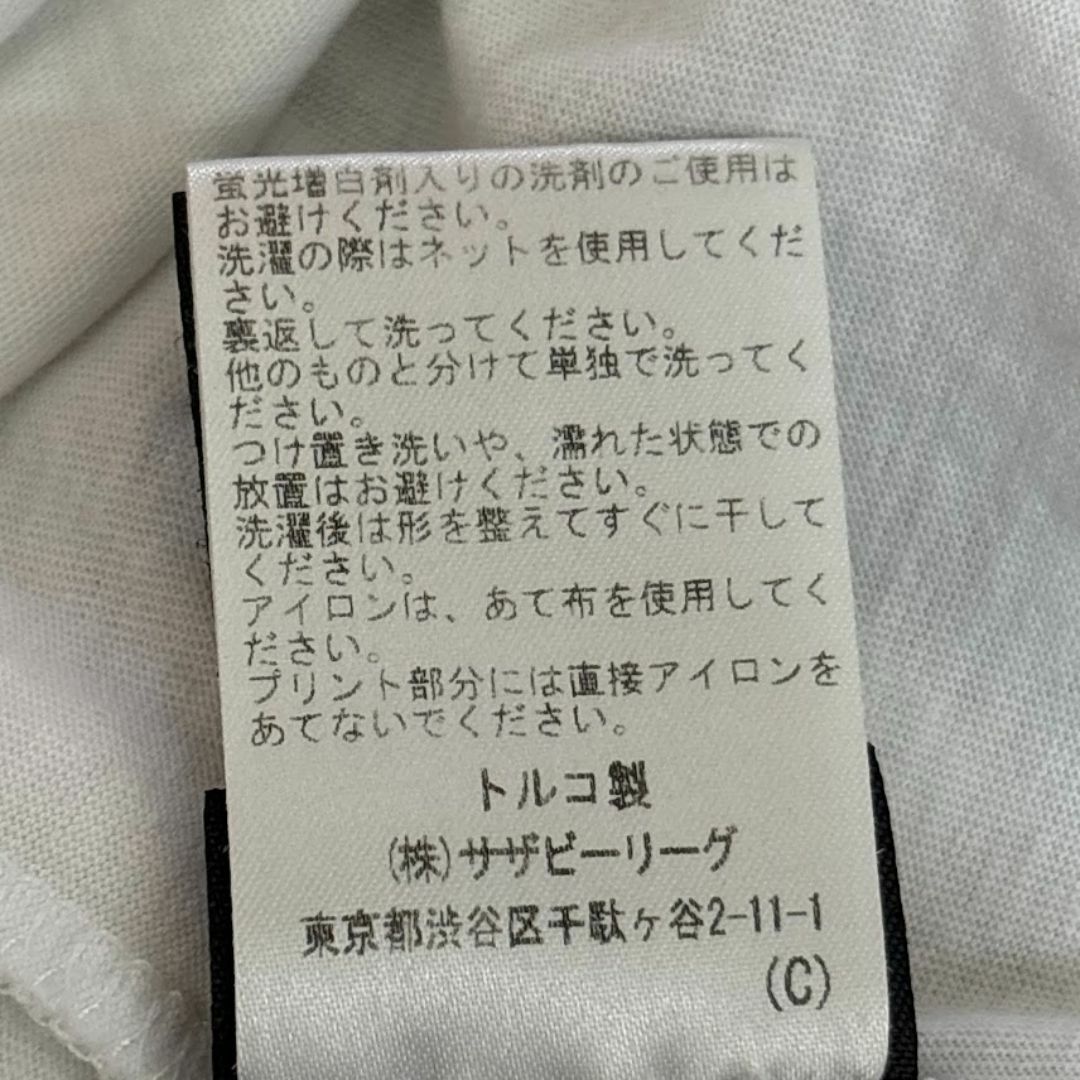 蛍光増白剤入りの洗剤のご使用は
お避けください。
洗濯の際はネットを使用してくだ
さい。
裏返して洗ってください。
他のものと分けて単独で洗ってく
ださい。
つけ置き洗いや、濡れた状態での
放置はお避けください。
洗濯後は形を整えてすぐに干して
ください。
アイロンは、あて布を使用してく
ださい。
プリント部分には直接アイロンを
あてないでください。
トルコ製
(株)サザビーリーグ
東京都渋谷区千駄ヶ谷2-11-1
(C)